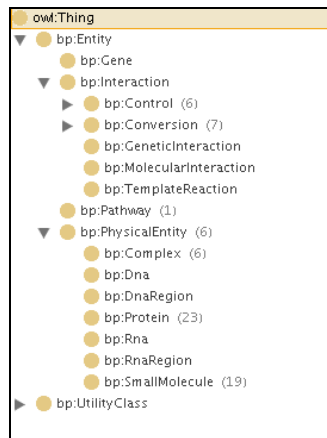 owl:Thing
bp:Entity
bp:Gene
bp:Interaction
bp:Control (6)
bp:Conversion (7)
bp:GeneticInteraction
bp:MolecularInteraction
bp:TemplateReaction
bp:Pathway (1)
bp:PhysicalEntity (6)
bp:Complex (6)
bp:Dna
bp:DnaRegion
bp:Protein (23)
bp:Rna
bp:RnaRegion
bp:SmallMolecule (19)
bp:UtilityClass